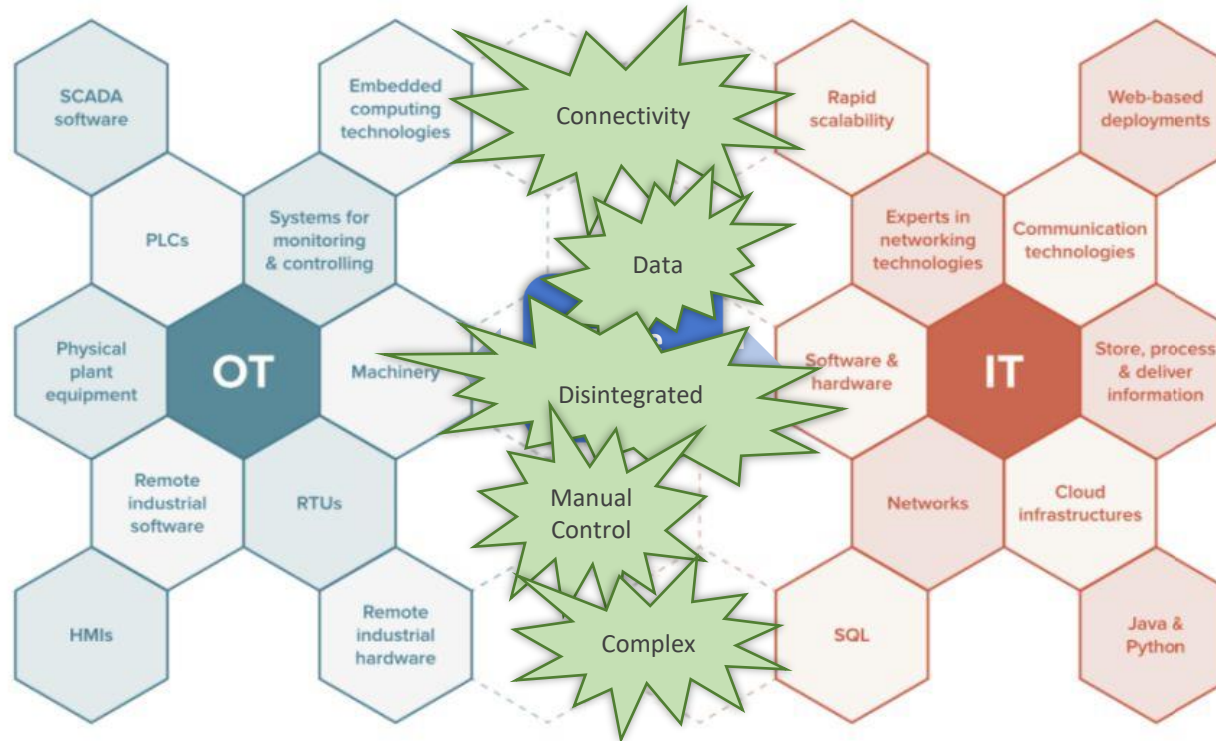 SCADA
software
Embedded
computing
technologies
PLCs
Systems for
monitoring
& controlling
Physical
plant
equipment
OT
Machinery
Remote
industrial
software
RTUs
HMIs
Remote
industrial
hardware
Connectivity
Data
Disintegrated
Manual
Control
Complex
Rapid
scalability
Web-based
deployments
Experts in
networking
technologies
Communication
technologies
Software &
hardware
IT
Store, process
& deliver
information
Networks
Cloud
infrastructures
SQL
Java &
Python